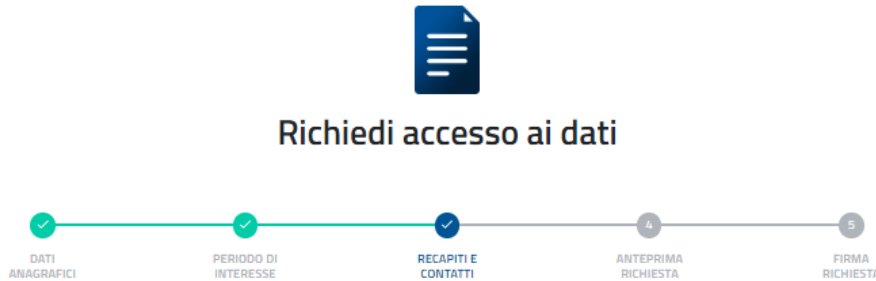 Richiedi accesso ai dati
4
5
DATI
ANAGRAFICI
PERIODO DI
INTERESSE
RECAPITI E
CONTATTI
ANTEPRIMA
RICHIESTA
FIRMA
RICHIESTA